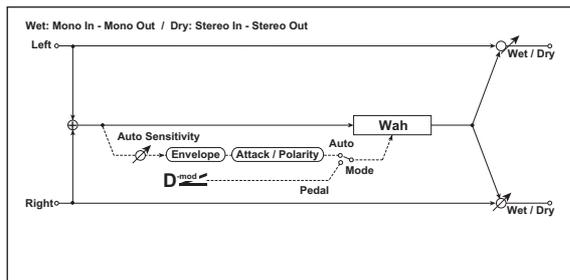 Wet: Mono In - Mono Out / Dry: Stereo In - Stereo Out
Left
Wet / Dry
Wah
Auto Sensitivity
Auto
Envelope
Attack / Polarity
Mode
D-mod
Pedal
Right
Wet / Dry